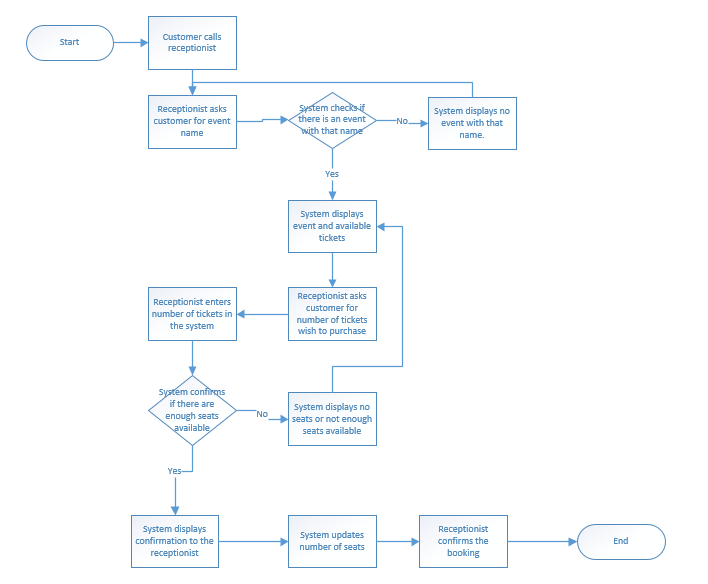 Start
Customer calls
receptionist
Receptionist asks
customer for event
name
System checks if
there is an event
with that name
No
System displays no
event with that
name.
Yes
System displays
event and available
tickets
Receptionist enters
number of tickets in
the system
Receptionist asks
customer for
number of tickets
wish to purchase
System confirms
if there are
enough seats
available
No
System displays no
seats or not enough
seats available
Yes
System displays
confirmation to the
receptionist
System updates
number of seats
Receptionist
confirms the
booking
End